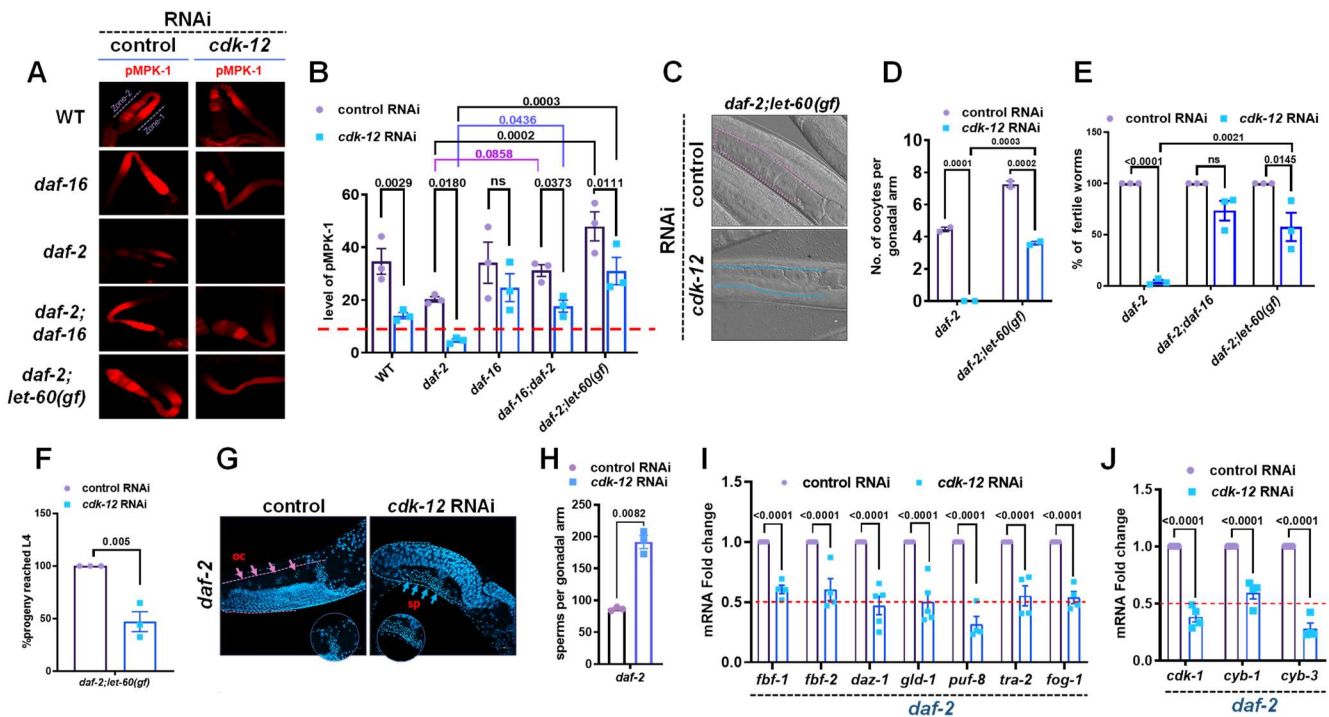 RNAi
control cdk-12
A
pMPK-1 pMPK-1
WT
Zone-2
Zone-1
daf-16
daf-2
daf-2;
daf-16
daf-2;
let-60(gf)
B
control RNAi
cdk-12 RNAi
0.0003
0.0436
0.0002
0.0858
0.0029 0.0180 ns 0.0373 0.0111
level of pMPK-1
60
40
20
0
WT daf-2 daf-16 daf-16;daf-2 daf-2;let-60(gf)
C
daf-2;let-60(gf)
RNAi
control
cdk-12
D
control RNAi
cdk-12 RNAi
No. of oocytes per
gonadal arm
10
8
6
4
2
0
0.0003
0.0001 0.0002
daf-2 daf-2;let-60(gf)
E
control RNAi cdk-12 RNAi
% of fertile worms
150
100
50
0
0.0021
<0.0001 ns 0.0145
daf-2 daf-2;daf-16 daf-2;let-60(gf)
F
control RNAi
cdk-12 RNAi
%progeny reached L4
150
100
50
0
0.005
daf-2;let-60(gf)
G
control cdk-12 RNAi
daf-2
oc
sp
H
control RNAi
cdk-12 RNAi
sperms per gonadal arm
250
200
150
100
50
0
0.0082
daf-2
I
control RNAi cdk-12 RNAi
mRNA Fold change
1.5
1.0
0.5
0.0
<0.0001 <0.0001 <0.0001 <0.0001 <0.0001 <0.0001 <0.0001
fbf-1 fbf-2 daz-1 gld-1 puf-8 tra-2 fog-1
daf-2
J
control RNAi
cdk-12 RNAi
mRNA Fold change
1.5
1.0
0.5
0.0
<0.0001 <0.0001 <0.0001
cdk-1 cyb-1 cyb-3
daf-2